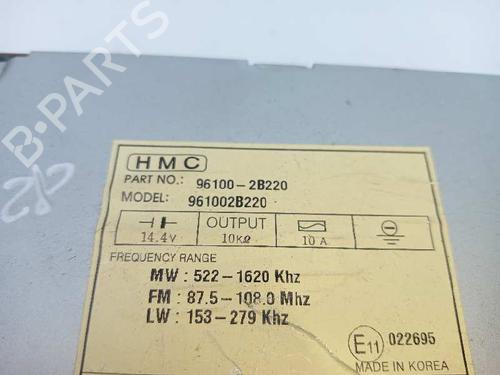 B-PARTS
HMC
PART NO.: 96100-2B220
MODEL: 961002B220
14.4V OUTPUT 10KΩ 10 A
FREQUENCY RANGE
MW : 522-1620 Khz
FM : 87.5-108.0 Mhz
LW : 153-279 Khz
E11 022695
MADE IN KOREA